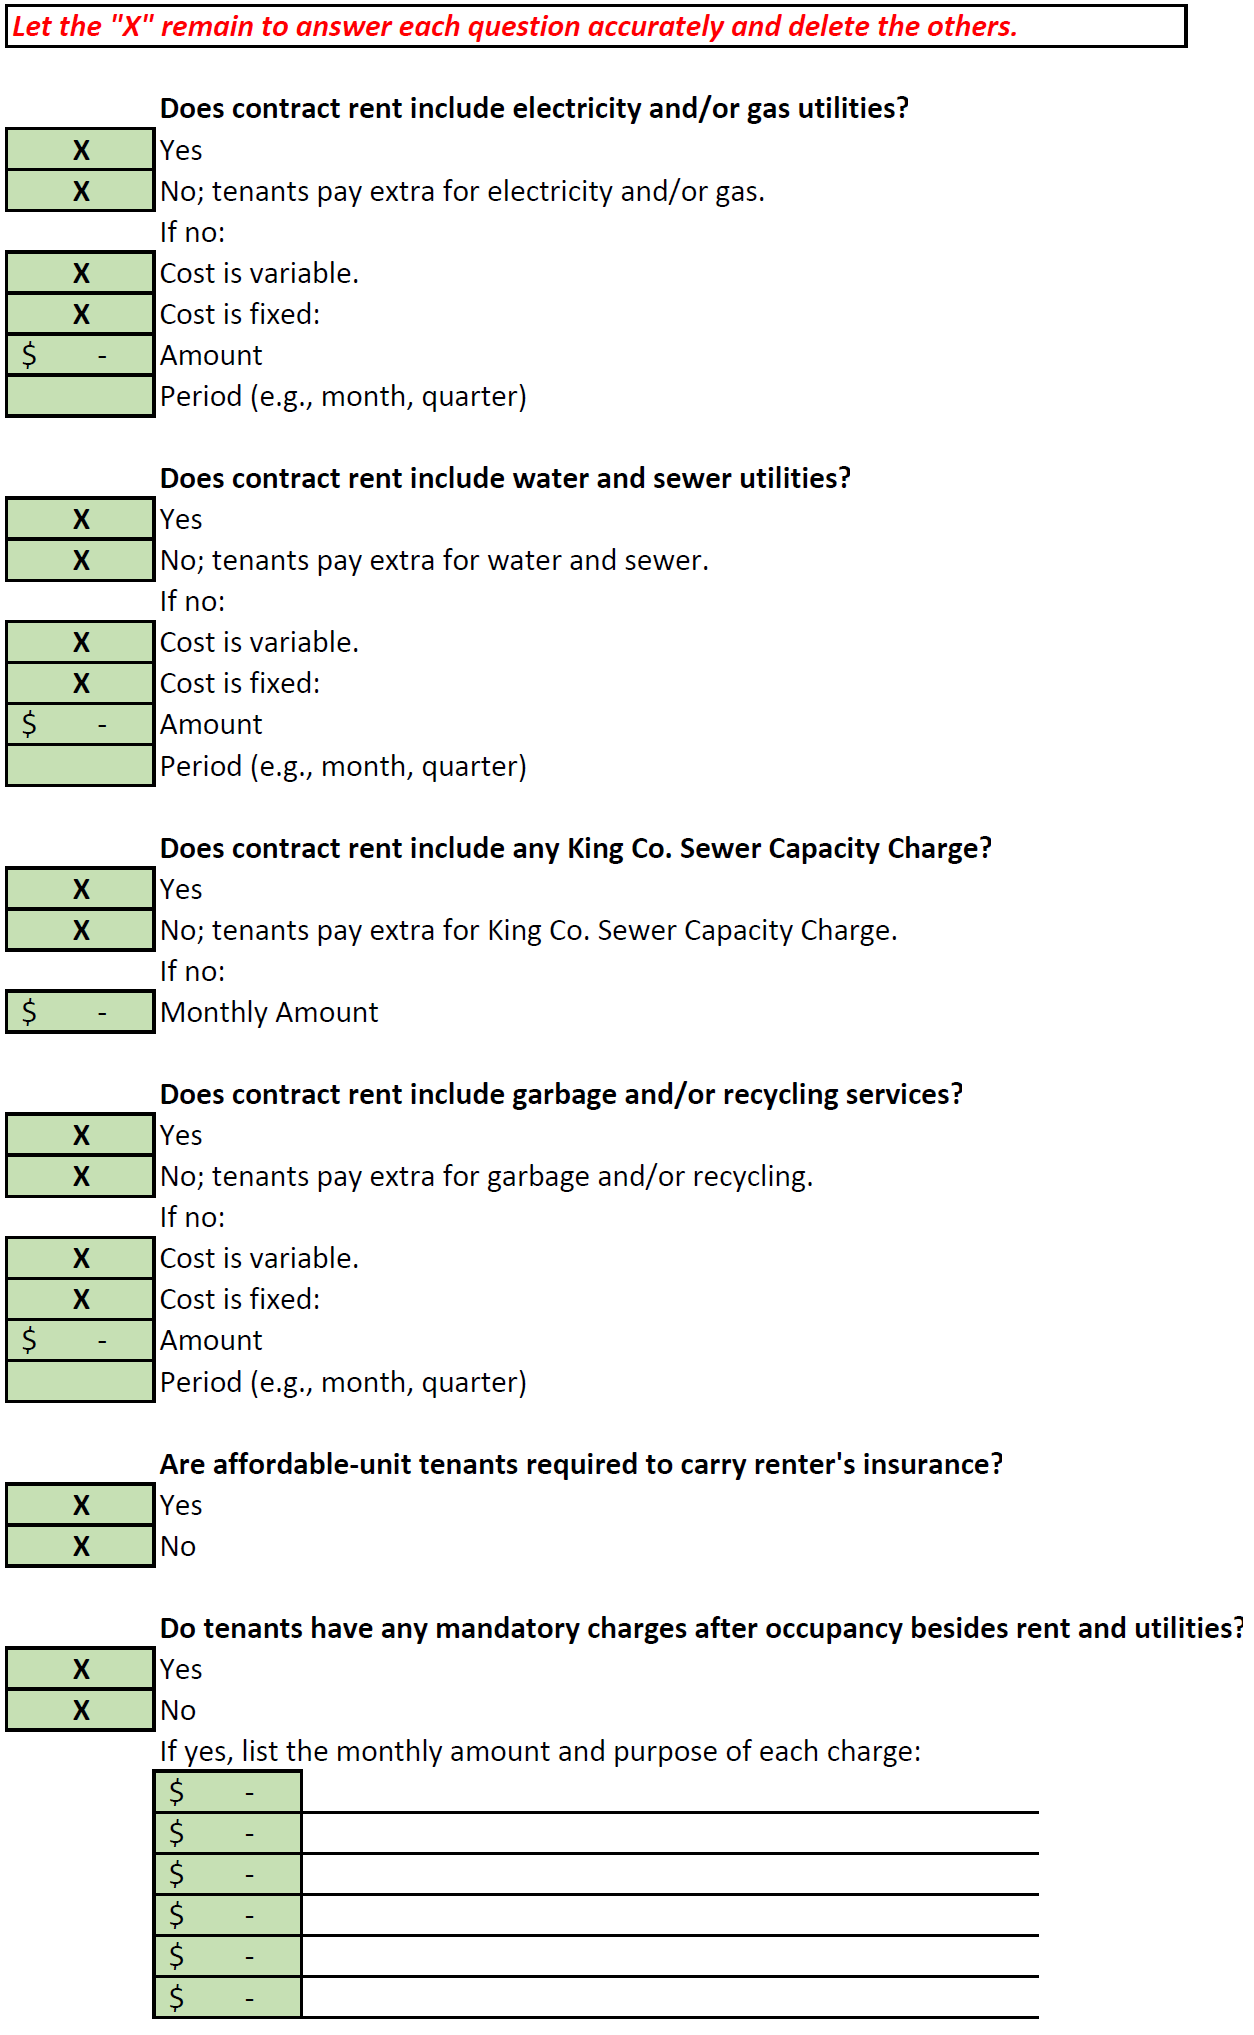 Let the "X" remain to answer each question accurately and delete the others.
Does contract rent include electricity and/or gas utilities?
X Yes
X No; tenants pay extra for electricity and/or gas.
If no:
X Cost is variable.
X Cost is fixed:
$ - Amount
Period (e.g., month, quarter)
Does contract rent include water and sewer utilities?
X Yes
X No; tenants pay extra for water and sewer.
If no:
X Cost is variable.
X Cost is fixed:
$ - Amount
Period (e.g., month, quarter)
Does contract rent include any King Co. Sewer Capacity Charge?
X Yes
X No; tenants pay extra for King Co. Sewer Capacity Charge.
If no:
$ - Monthly Amount
Does contract rent include garbage and/or recycling services?
X Yes
X No; tenants pay extra for garbage and/or recycling.
If no:
X Cost is variable.
X Cost is fixed:
$ - Amount
Period (e.g., month, quarter)
Are affordable-unit tenants required to carry renter's insurance?
X Yes
X No
Do tenants have any mandatory charges after occupancy besides rent and utilities?
X Yes
X No
If yes, list the monthly amount and purpose of each charge:
$ -
$ -
$ -
$ -
$ -
$ -